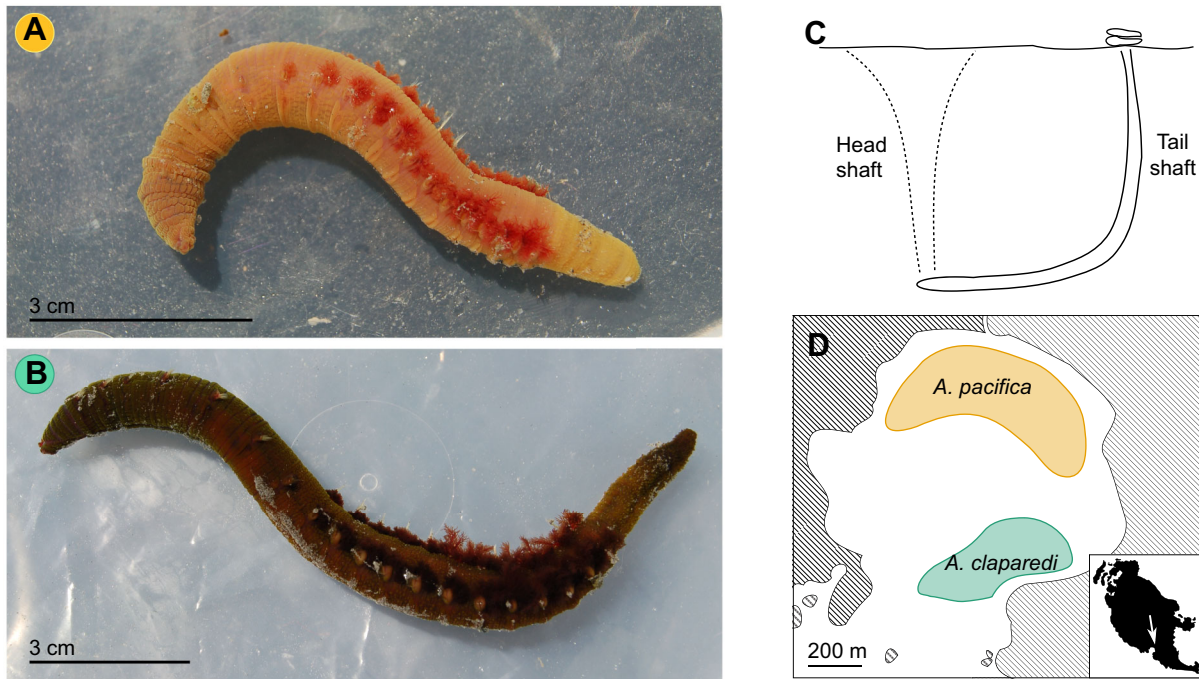 A
3 cm
B
3 cm
C
Head
shaft
Tail
shaft
D
A. pacifica
A. claparedi
200 m